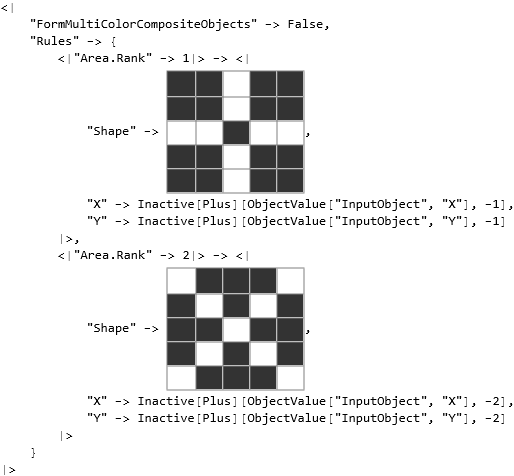 <|
"FormMultiColorCompositeObjects" -> False,
"Rules" -> {
<|"Area.Rank" -> 1|> -> <|
"Shape" -> ,
"X" -> Inactive[Plus][ObjectValue["InputObject", "X"], -1],
"Y" -> Inactive[Plus][ObjectValue["InputObject", "Y"], -1]
|>,
<|"Area.Rank" -> 2|> -> <|
"Shape" -> ,
"X" -> Inactive[Plus][ObjectValue["InputObject", "X"], -2],
"Y" -> Inactive[Plus][ObjectValue["InputObject", "Y"], -2]
|>
}
|>